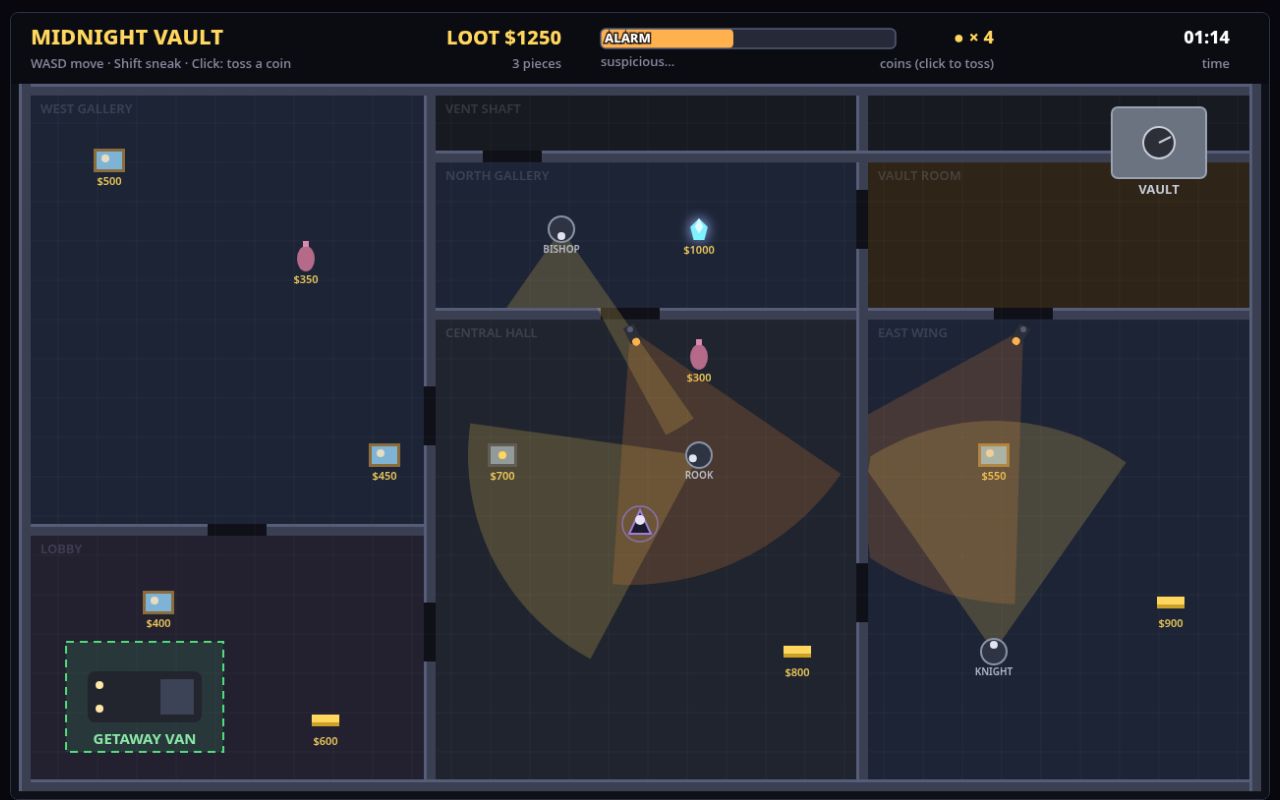 MIDNIGHT VAULT
WASD move · Shift sneak · Click: toss a coin
LOOT $1250
3 pieces
ALARM
suspicious...
× 4
coins (click to toss)
01:14
time
WEST GALLERY
$500
$350
$450
VENT SHAFT
NORTH GALLERY
BISHOP
$1000
VAULT ROOM
VAULT
CENTRAL HALL
$300
$700
ROOK
$800
EAST WING
$550
$900
KNIGHT
LOBBY
$400
GETAWAY VAN
$600